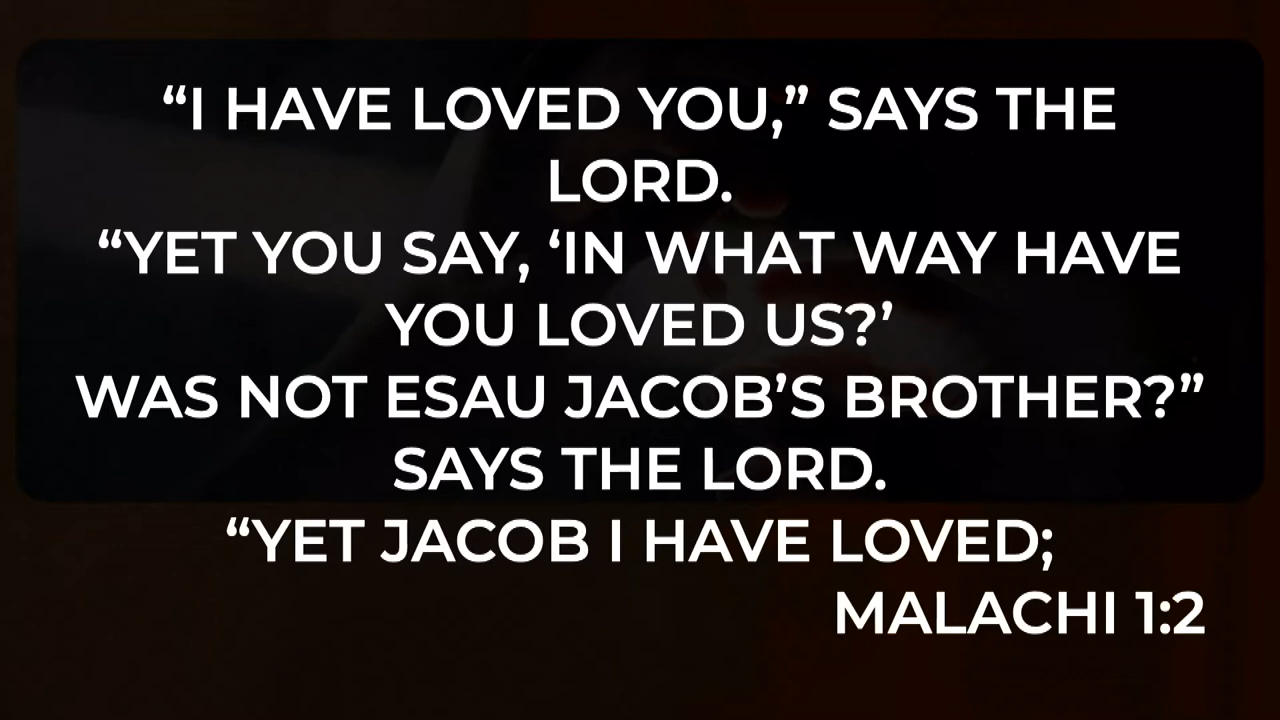 “I HAVE LOVED YOU,” SAYS THE
LORD.
“YET YOU SAY, ‘IN WHAT WAY HAVE
YOU LOVED US?’
WAS NOT ESAU JACOB’S BROTHER?”
SAYS THE LORD.
“YET JACOB I HAVE LOVED;
MALACHI 1:2